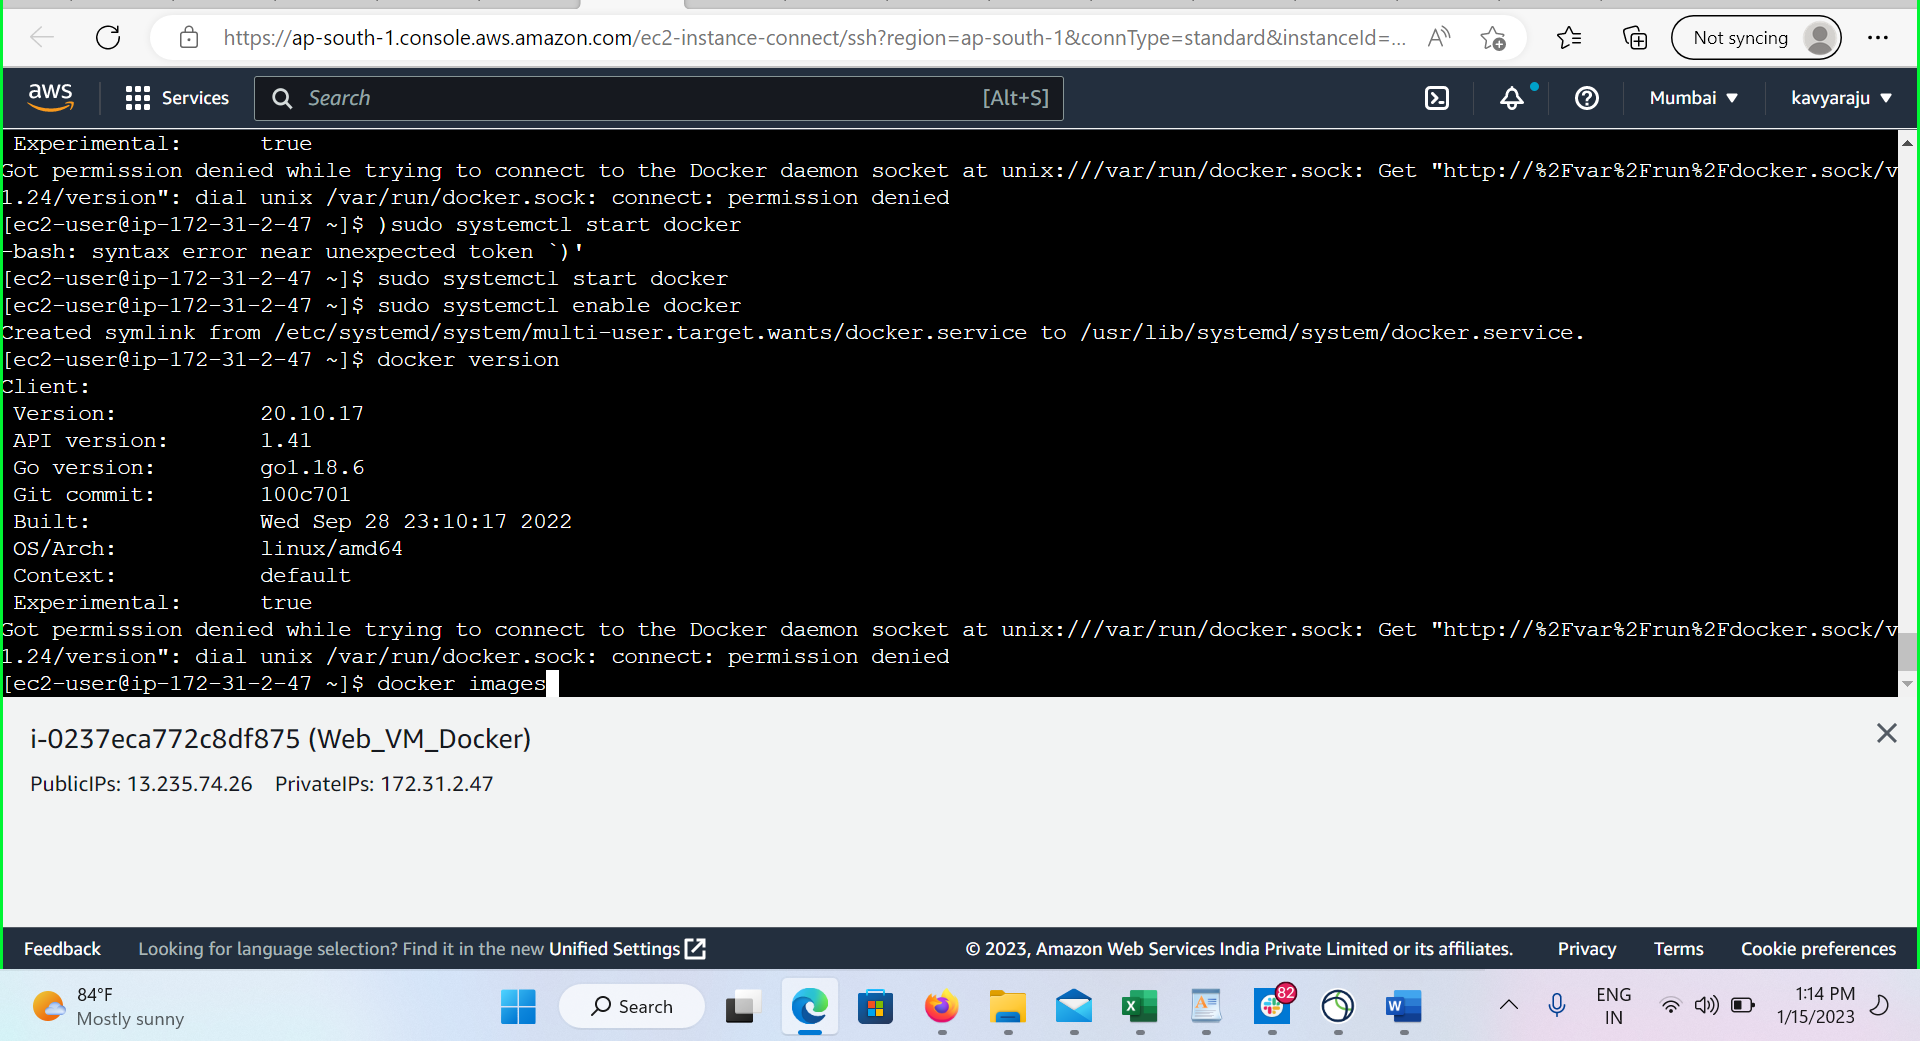 https://ap-south-1.console.aws.amazon.com/ec2-instance-connect/ssh?region=ap-south-1&connType=standard&instanceId=...
Not syncing
aws
Services
Search
[Alt+S]
Mumbai
kavyaraju
Experimental: true
Got permission denied while trying to connect to the Docker daemon socket at unix:///var/run/docker.sock: Get "http://%2Fvar%2Frun%2Fdocker.sock/v
1.24/version": dial unix /var/run/docker.sock: connect: permission denied
[ec2-user@ip-172-31-2-47 ~]$ )sudo systemctl start docker
-bash: syntax error near unexpected token `)'
[ec2-user@ip-172-31-2-47 ~]$ sudo systemctl start docker
[ec2-user@ip-172-31-2-47 ~]$ sudo systemctl enable docker
Created symlink from /etc/systemd/system/multi-user.target.wants/docker.service to /usr/lib/systemd/system/docker.service.
[ec2-user@ip-172-31-2-47 ~]$ docker version
Client:
Version: 20.10.17
API version: 1.41
Go version: go1.18.6
Git commit: 100c701
Built: Wed Sep 28 23:10:17 2022
OS/Arch: linux/amd64
Context: default
Experimental: true
Got permission denied while trying to connect to the Docker daemon socket at unix:///var/run/docker.sock: Get "http://%2Fvar%2Frun%2Fdocker.sock/v
1.24/version": dial unix /var/run/docker.sock: connect: permission denied
[ec2-user@ip-172-31-2-47 ~]$ docker images
i-0237eca772c8df875 (Web_VM_Docker)
PublicIPs: 13.235.74.26 PrivateIPs: 172.31.2.47
Feedback
Looking for language selection? Find it in the new Unified Settings
© 2023, Amazon Web Services India Private Limited or its affiliates.
Privacy
Terms
Cookie preferences
84°F
Mostly sunny
Search
82
ENG
IN
1:14 PM
1/15/2023